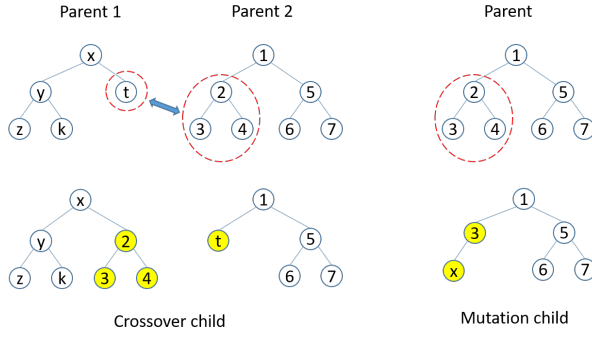 Parent 1 Parent 2 Parent
x 1 1
y t 2 5 2 5
z k 3 4 6 7 3 4 6 7
x 1 1
y 2 t 5 3 5
z k 3 4 6 7 x 6 7
Crossover child Mutation child